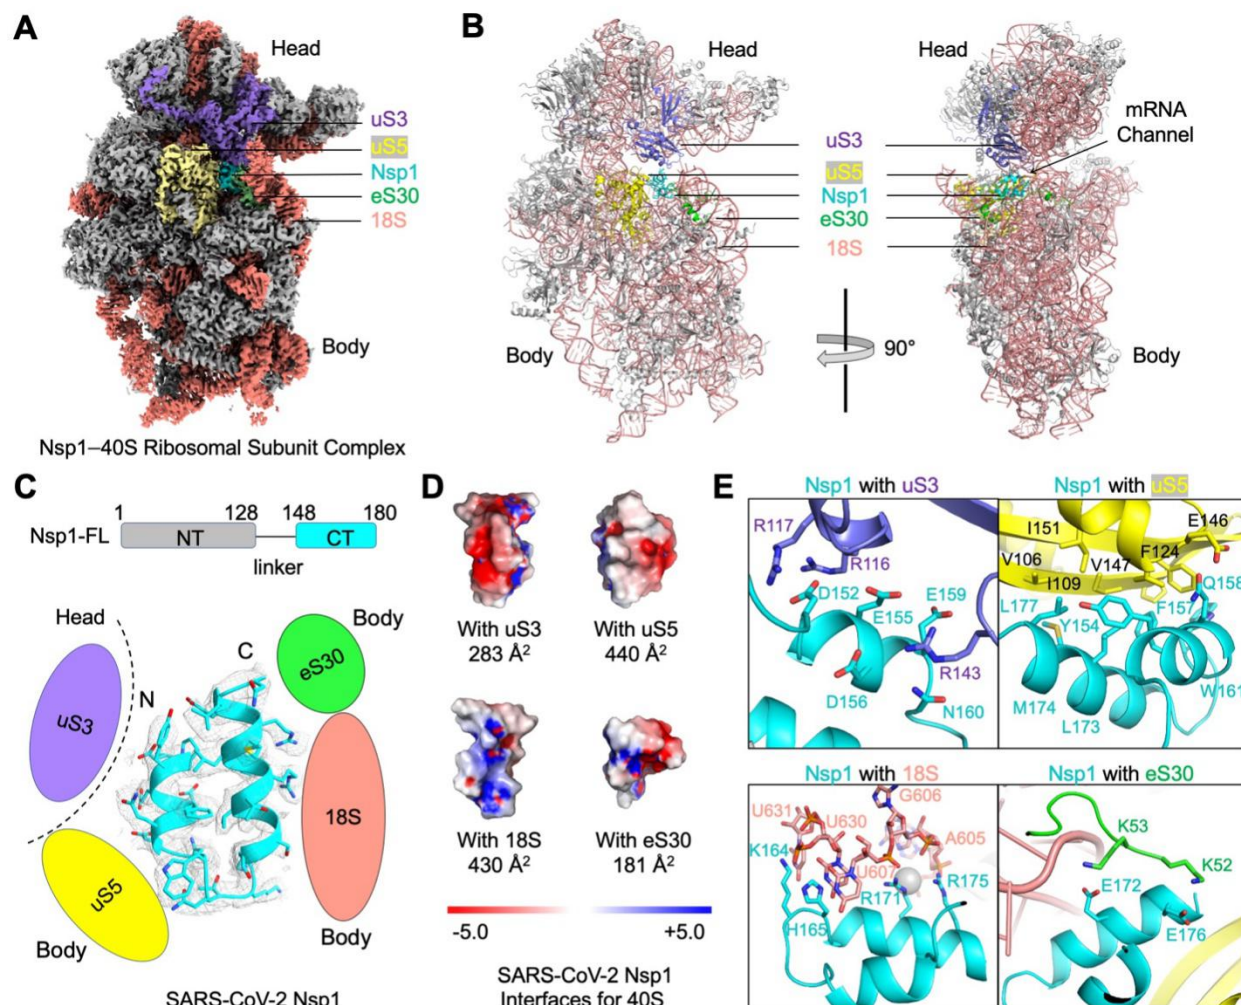 A
Head
uS3
uS5
Nsp1
eS30
18S
Body
Nsp1–40S Ribosomal Subunit Complex
B
Head
Head
mRNA
Channel
uS3
uS5
Nsp1
eS30
18S
Body
90°
Body
C
1 128 148 180
Nsp1-FL NT CT
linker
Head
Body
C
eS30
N
uS3
18S
uS5
Body
Body
SARS-CoV-2 Nsp1
D
With uS3
283 Å2
With uS5
440 Å2
With 18S
430 Å2
With eS30
181 Å2
-5.0 +5.0
SARS-CoV-2 Nsp1
Interfaces for 40S
E
Nsp1 with uS3
R117
R116
D152
E155
E159
R143
D156
N160
Nsp1 with uS5
E146
I151
F124
V106
V147
I109
Q158
L177
F157
Y154
W161
M174
L173
Nsp1 with 18S
G606
U631
U630
A605
K164
U607
R175
R171
H165
Nsp1 with eS30
K53
K52
E172
E176